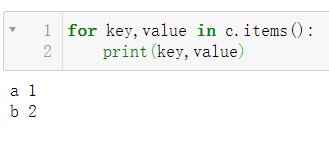 1 for key,value in c.items():
2     print(key,value)
a 1
b 2